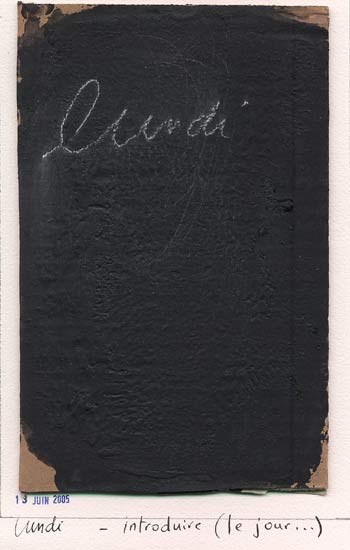 lundi
13 JUIN 2005
lundi - introduire (le jour...)